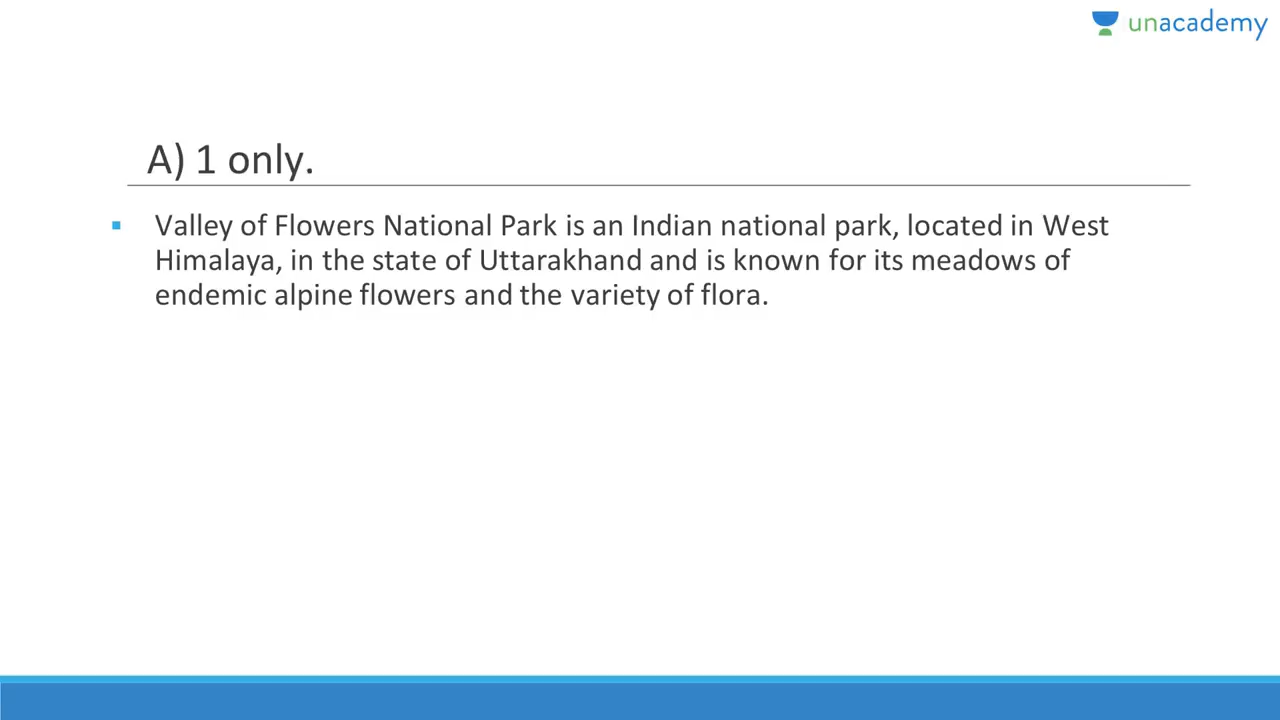 unacademy
A) 1 only.
▪ Valley of Flowers National Park is an Indian national park, located in West
Himalaya, in the state of Uttarakhand and is known for its meadows of
endemic alpine flowers and the variety of flora.